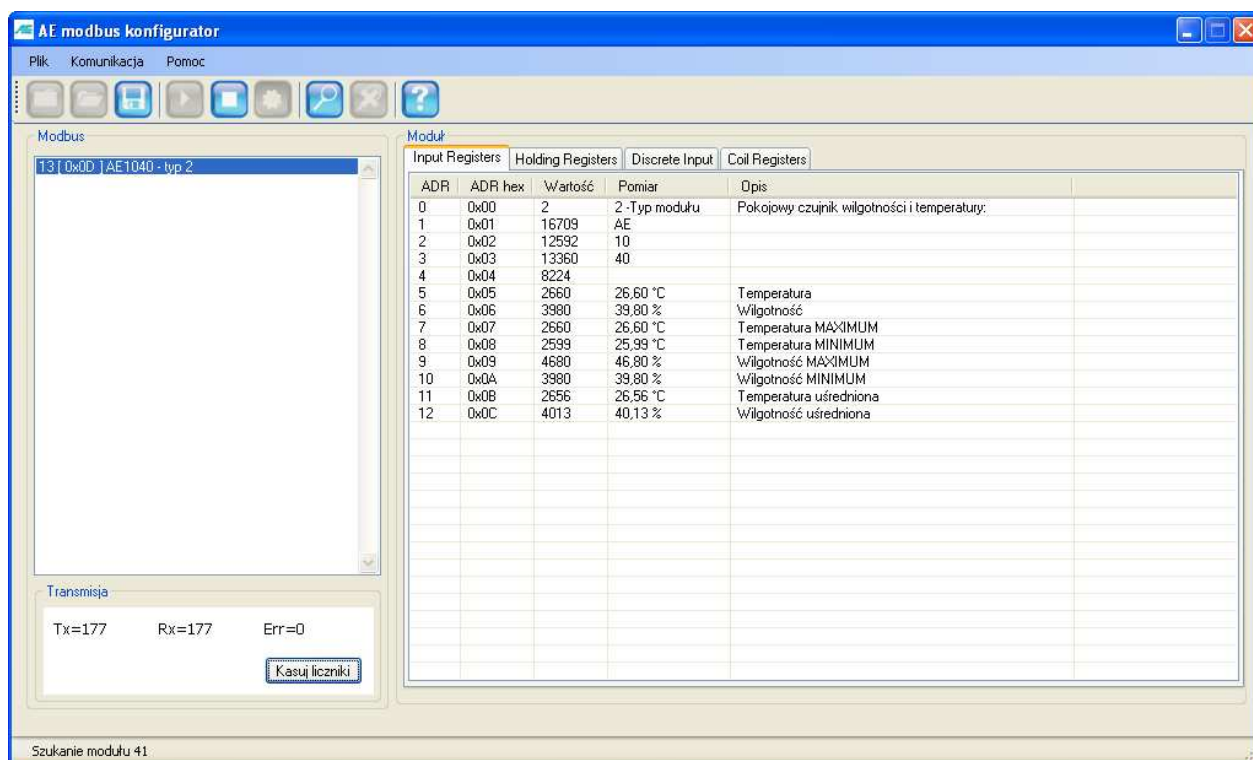 AE modbus konfigurator
Plik Komunikacja Pomoc
Modbus
13 [ 0x0D ] AE1040 - typ 2
Moduł
Input Registers Holding Registers Discrete Input Coil Registers
ADR ADR hex Wartość Pomiar Opis
0 0x00 2 2 -Typ modułu Pokojowy czujnik wilgotności i temperatury:
1 0x01 16709 AE
2 0x02 12592 10
3 0x03 13360 40
4 0x04 8224
5 0x05 2660 26,60 °C Temperatura
6 0x06 3980 39,80 % Wilgotność
7 0x07 2660 26,60 °C Temperatura MAXIMUM
8 0x08 2599 25,99 °C Temperatura MINIMUM
9 0x09 4680 46,80 % Wilgotność MAXIMUM
10 0x0A 3980 39,80 % Wilgotność MINIMUM
11 0x0B 2656 26,56 °C Temperatura uśredniona
12 0x0C 4013 40,13 % Wilgotność uśredniona
Transmisja
Tx=177 Rx=177 Err=0
Kasuj liczniki
Szukanie modułu 41